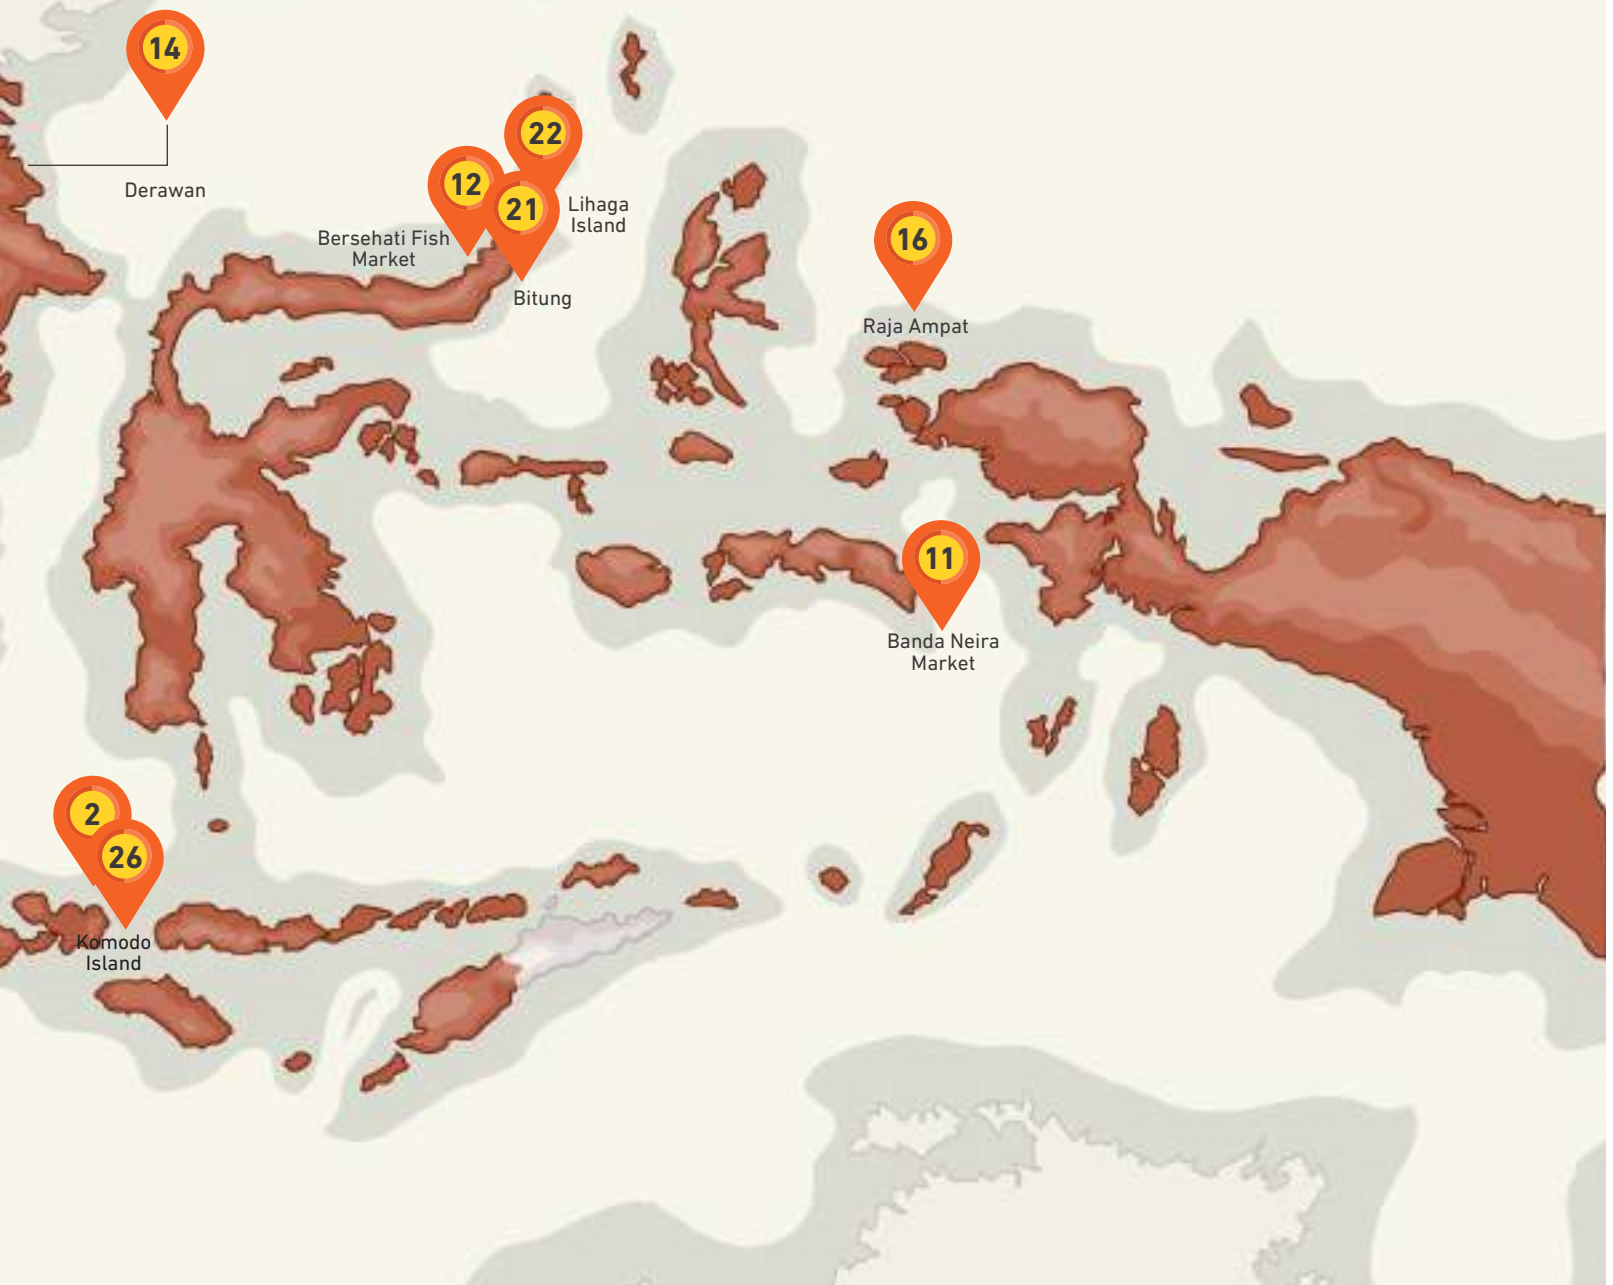 14
Derawan
22
12
21
Lihaga
Island
Bersehati Fish
Market
Bitung
16
Raja Ampat
11
Banda Neira
Market
2
26
Komodo
Island